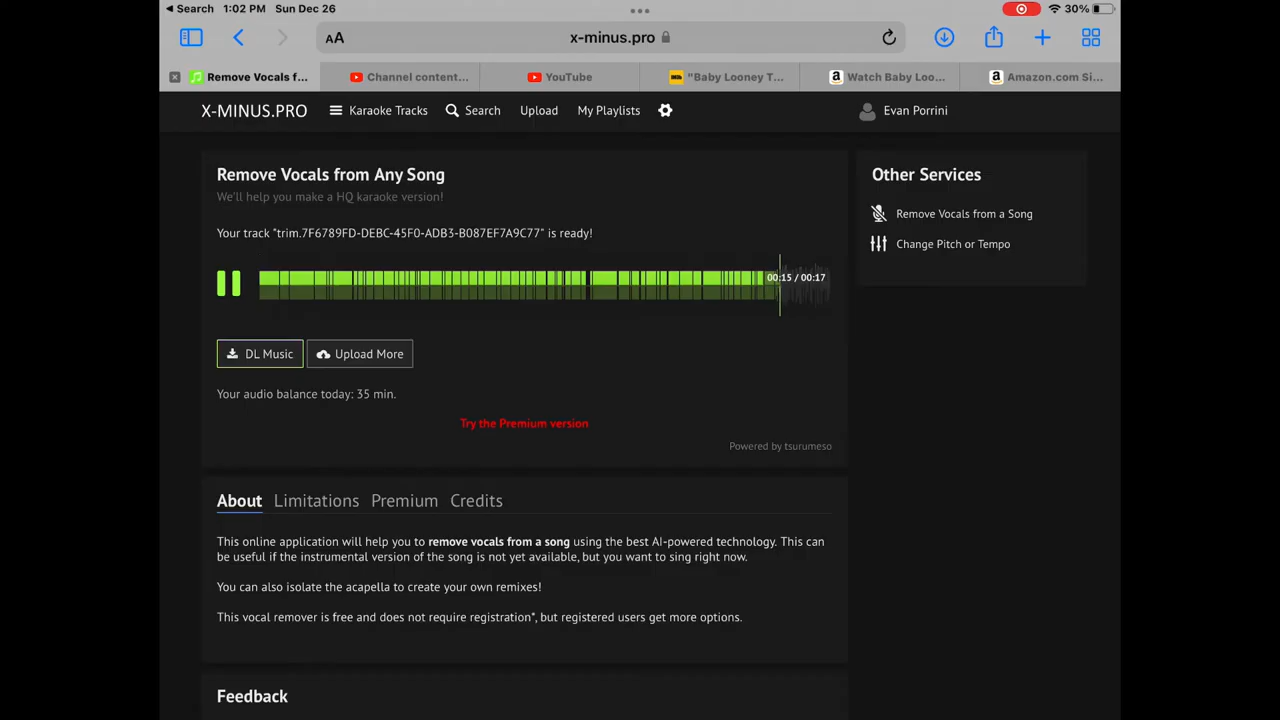 Search 1:02 PM Sun Dec 26 30%
AA x-minus.pro
Remove Vocals f... Channel content... YouTube "Baby Looney T... Watch Baby Loo... Amazon.com Si...
X-MINUS.PRO Karaoke Tracks Search Upload My Playlists Evan Porrini
Remove Vocals from Any Song
We'll help you make a HQ karaoke version!
Your track "trim.7F6789FD-DEBC-45F0-ADB3-B087EF7A9C77" is ready!
00:15 / 00:17
DL Music Upload More
Your audio balance today: 35 min.
Try the Premium version
Powered by tsurumeso
About Limitations Premium Credits
This online application will help you to remove vocals from a song using the best AI-powered technology. This can
be useful if the instrumental version of the song is not yet available, but you want to sing right now.
You can also isolate the acapella to create your own remixes!
This vocal remover is free and does not require registration*, but registered users get more options.
Feedback
Other Services
Remove Vocals from a Song
Change Pitch or Tempo